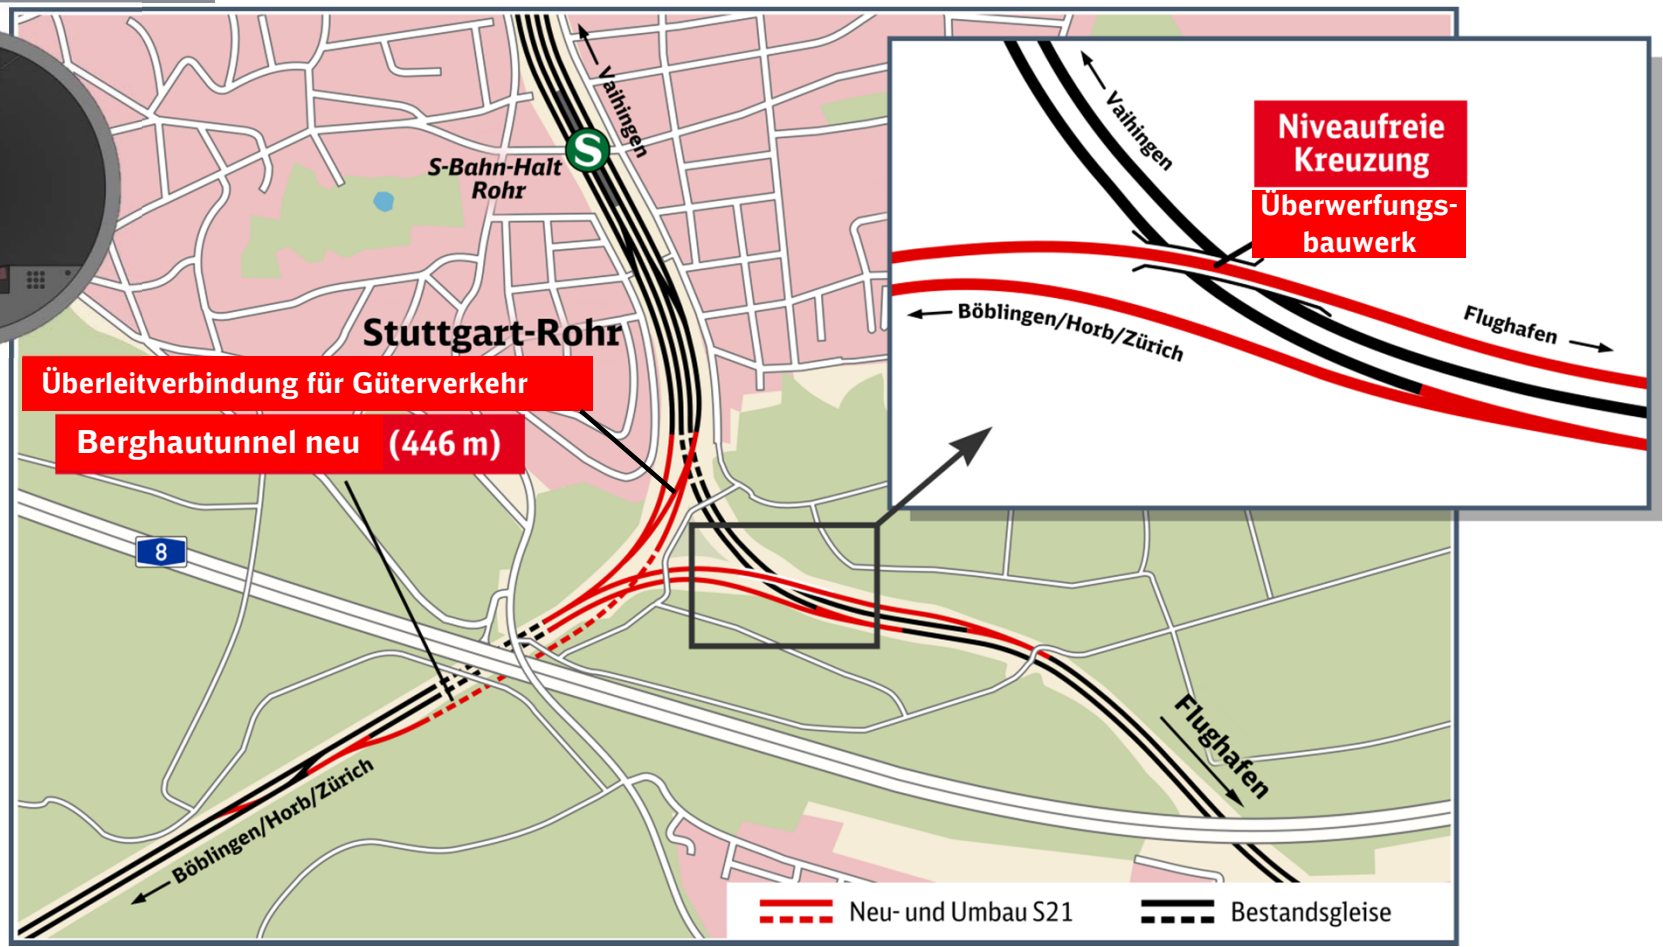 Vaihingen
S
S-Bahn-Halt
Rohr
Stuttgart-Rohr
Überleitverbindung für Güterverkehr
Berghautunnel neu (446 m)
8
Böblingen/Horb/Zürich
Flughafen
Vaihingen
Niveaufreie
Kreuzung
Überwerfungs-
bauwerk
Böblingen/Horb/Zürich
Flughafen
Neu- und Umbau S21
Bestandsgleise